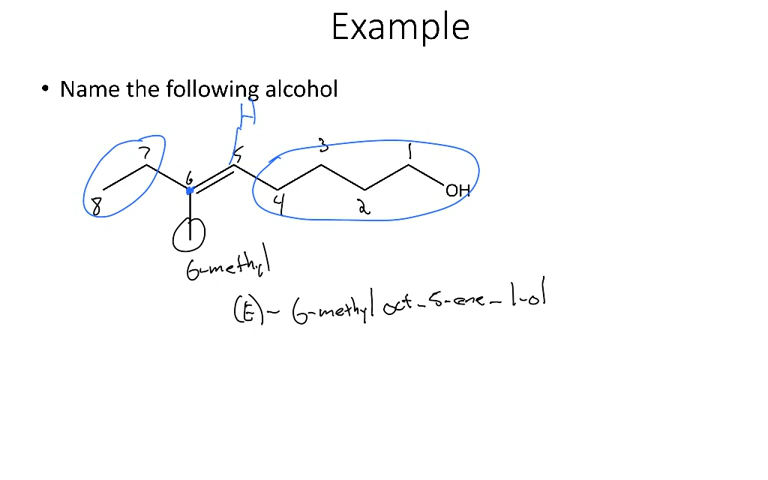 Example
• Name the following alcohol
H
7 6 5 3 1
8 4 2 OH
6-methyl
(E)- 6-methyl oct-5-ene-1-ol